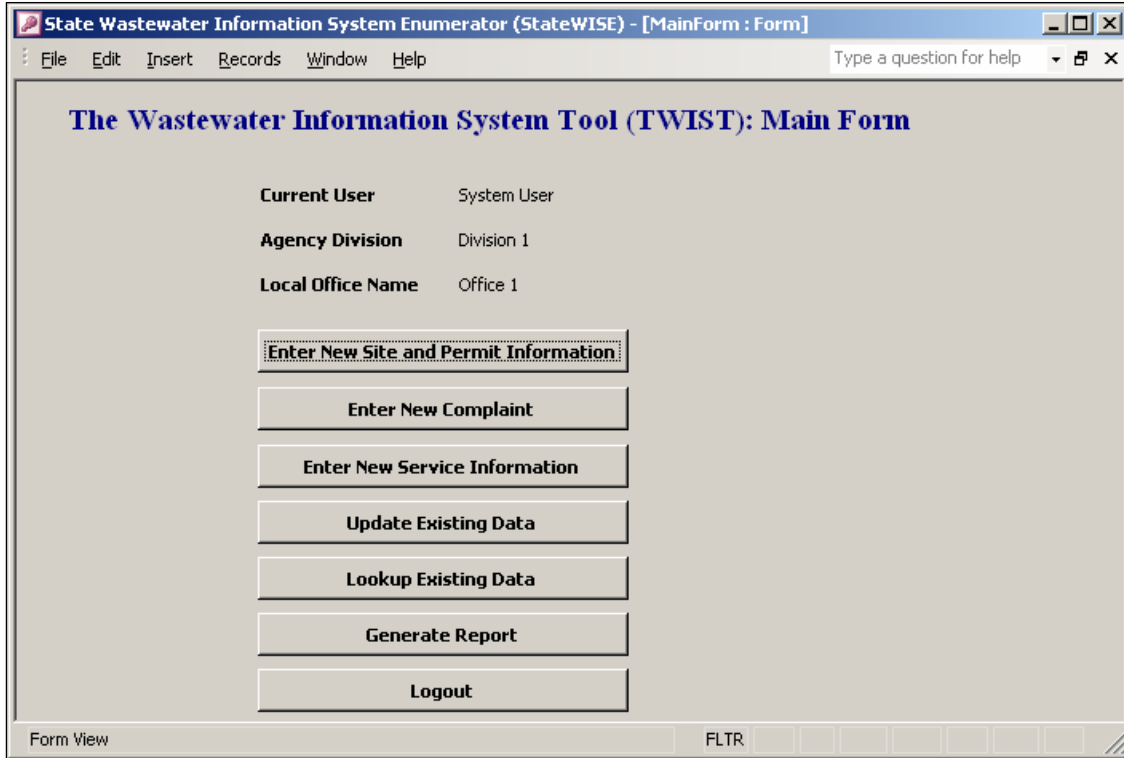 State Wastewater Information System Enumerator (StateWISE) - [MainForm : Form]
File Edit Insert Records Window Help Type a question for help
The Wastewater Information System Tool (TWIST): Main Form
Current User System User
Agency Division Division 1
Local Office Name Office 1
Enter New Site and Permit Information
Enter New Complaint
Enter New Service Information
Update Existing Data
Lookup Existing Data
Generate Report
Logout
Form View FLTR